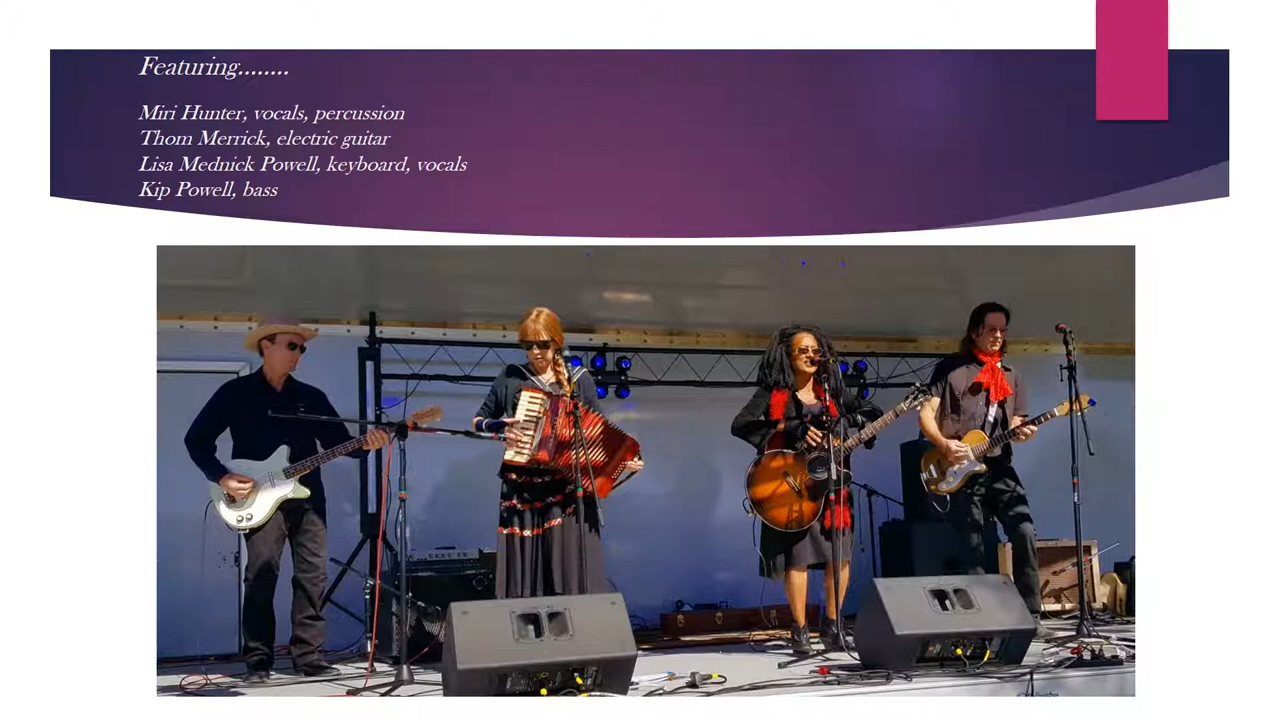 Featuring........
Miri Hunter, vocals, percussion
Thom Merrick, electric guitar
Lisa Mednick Powell, keyboard, vocals
Kip Powell, bass